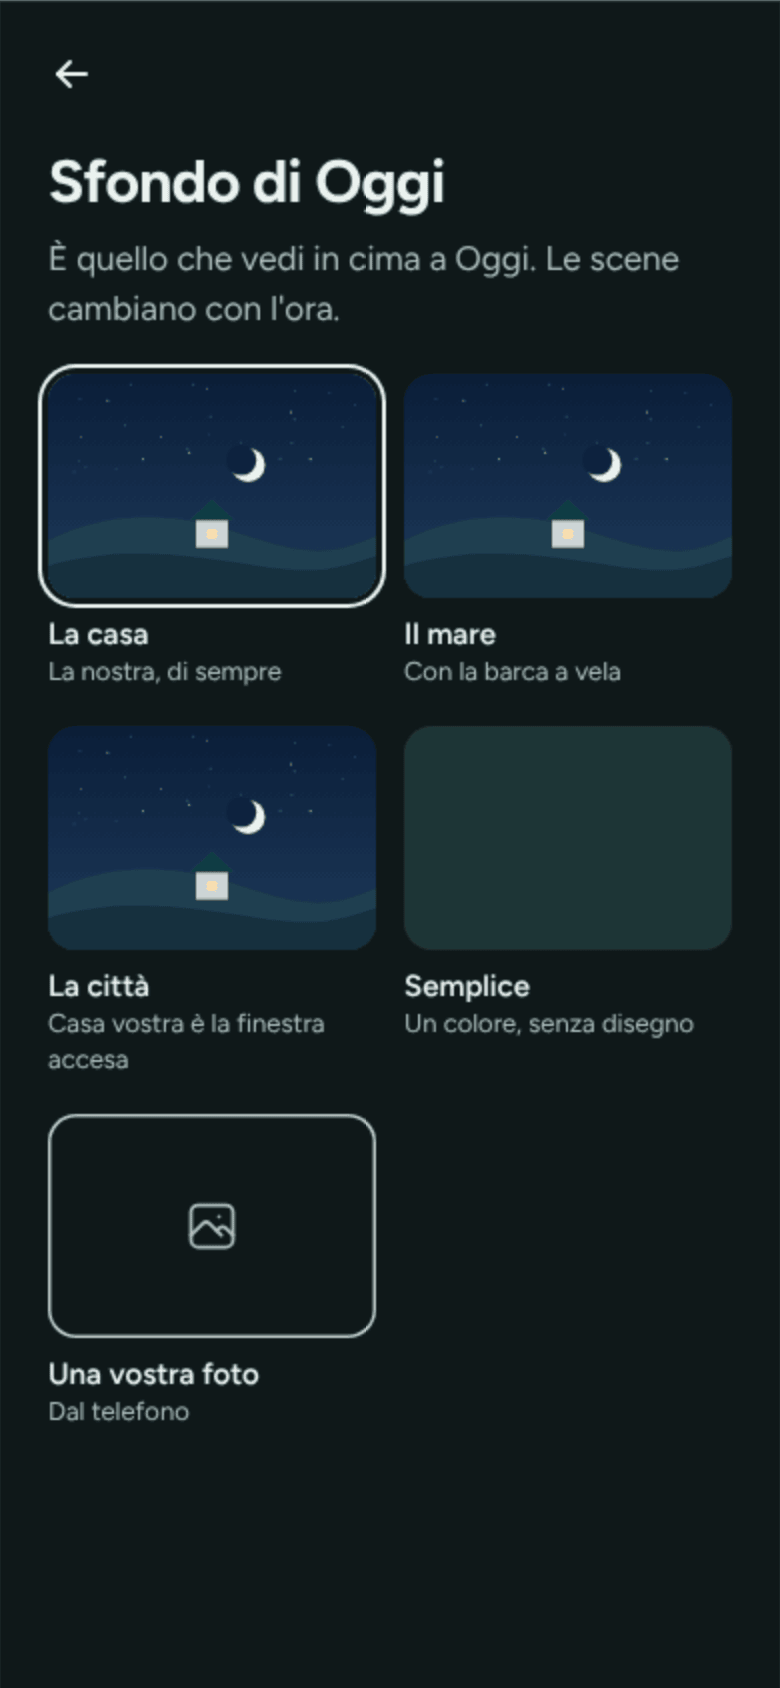 Sfondo di Oggi
È quello che vedi in cima a Oggi. Le scene
cambiano con l'ora.
La casa
La nostra, di sempre
Il mare
Con la barca a vela
La città
Casa vostra è la finestra
accesa
Semplice
Un colore, senza disegno
Una vostra foto
Dal telefono